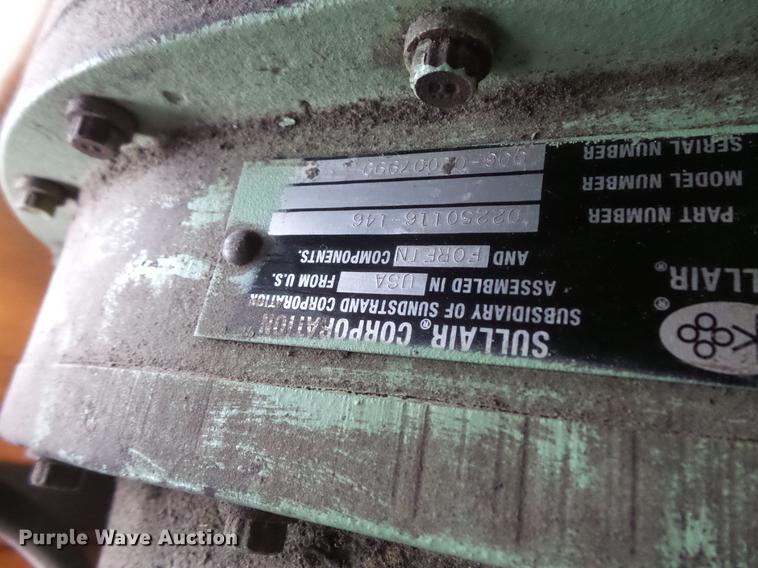 SULLAIR®
SULLAIR® CORPORATION
SUBSIDIARY OF SUNDSTRAND CORPORATION
ASSEMBLED IN USA FROM U.S.
AND FOREIN COMPONENTS.
PART NUMBER 02250116-146
MODEL NUMBER
SERIAL NUMBER
Purple Wave Auction